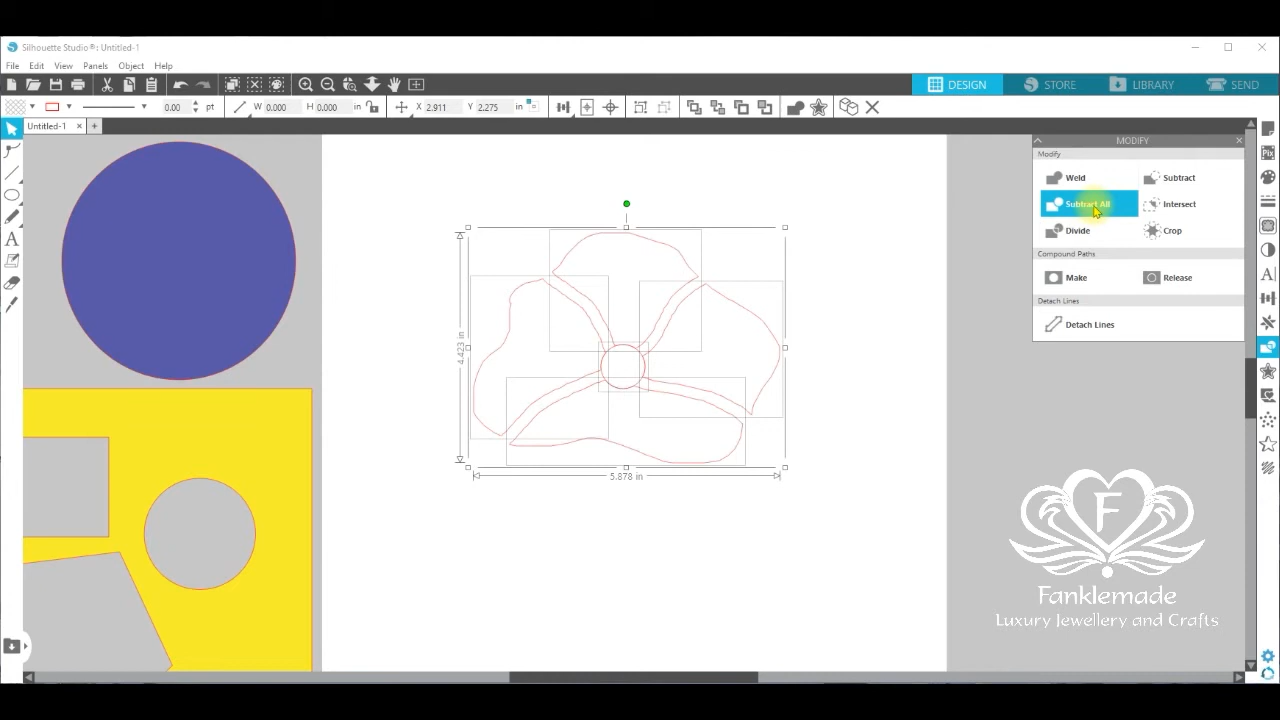 Silhouette Studio®: Untitled-1
File Edit View Panels Object Help
DESIGN STORE LIBRARY SEND
0.00 pt W 0.000 H 0.000 in X 2.911 Y 2.275 in
Untitled-1
MODIFY
Modify
Weld Subtract
Subtract All Intersect
Divide Crop
Compound Paths
Make Release
Detach Lines
Detach Lines
Pix
4.423 in
5.878 in
F
Fanklemade
Luxury Jewellery and Crafts